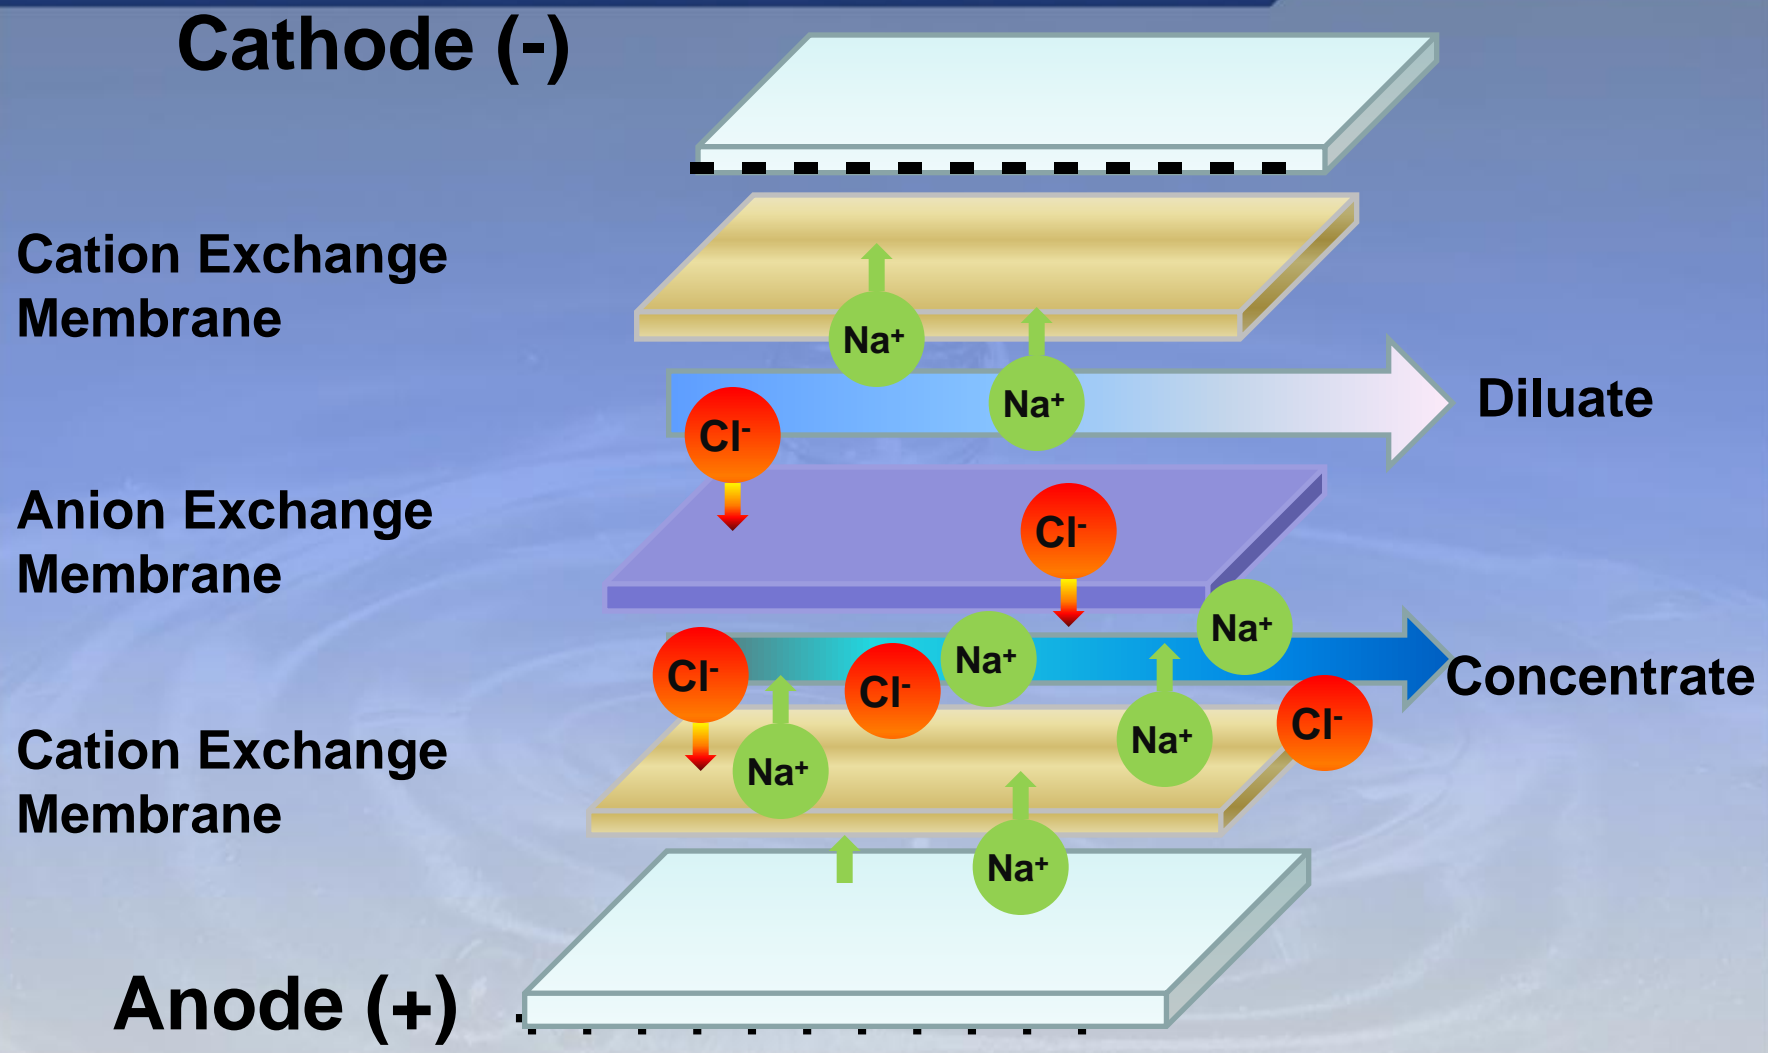 Cathode (-)
Cation Exchange
Membrane
Na⁺
Na⁺
Diluate
Cl⁻
Anion Exchange
Membrane
Cl⁻
Na⁺
Na⁺
Cl⁻
Cl⁻
Concentrate
Cl⁻
Na⁺
Na⁺
Cation Exchange
Membrane
Na⁺
Anode (+)